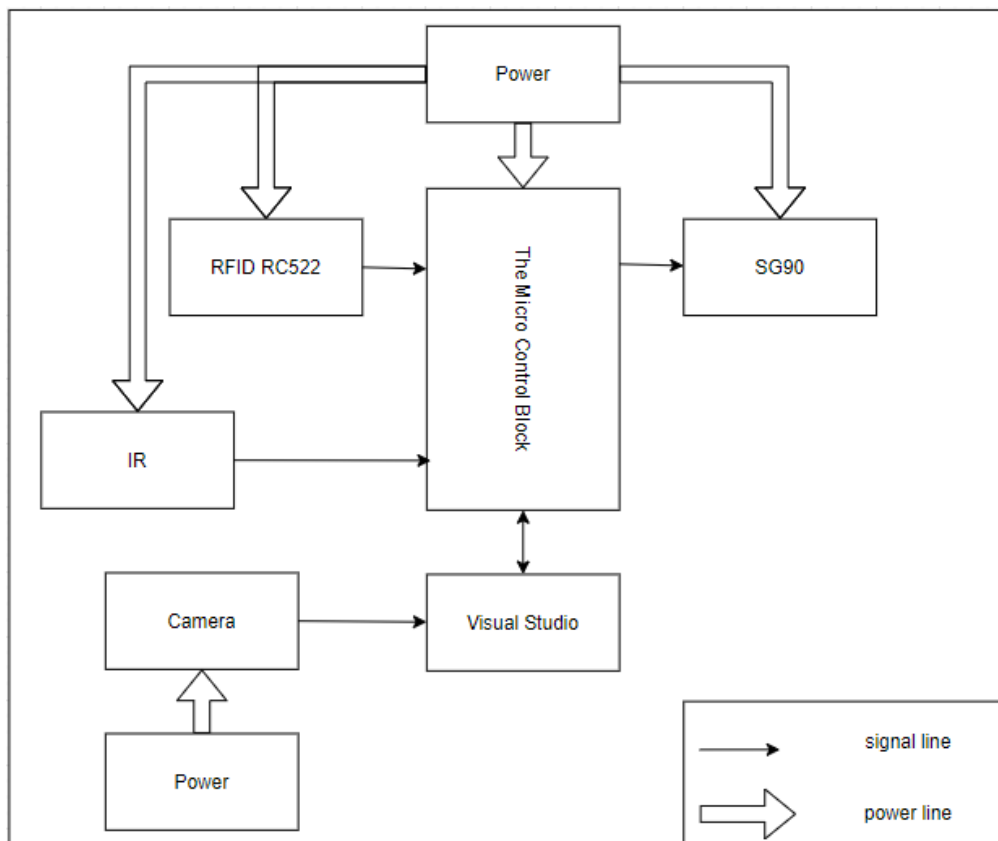 Power
RFID RC522
The Micro Control Block
SG90
IR
Camera
Visual Studio
Power
signal line
power line